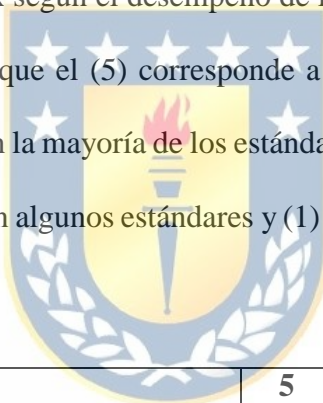 según el desempeño de
que el (5) corresponde a
la mayoría de los estánda
algunos estándares y (1)
5